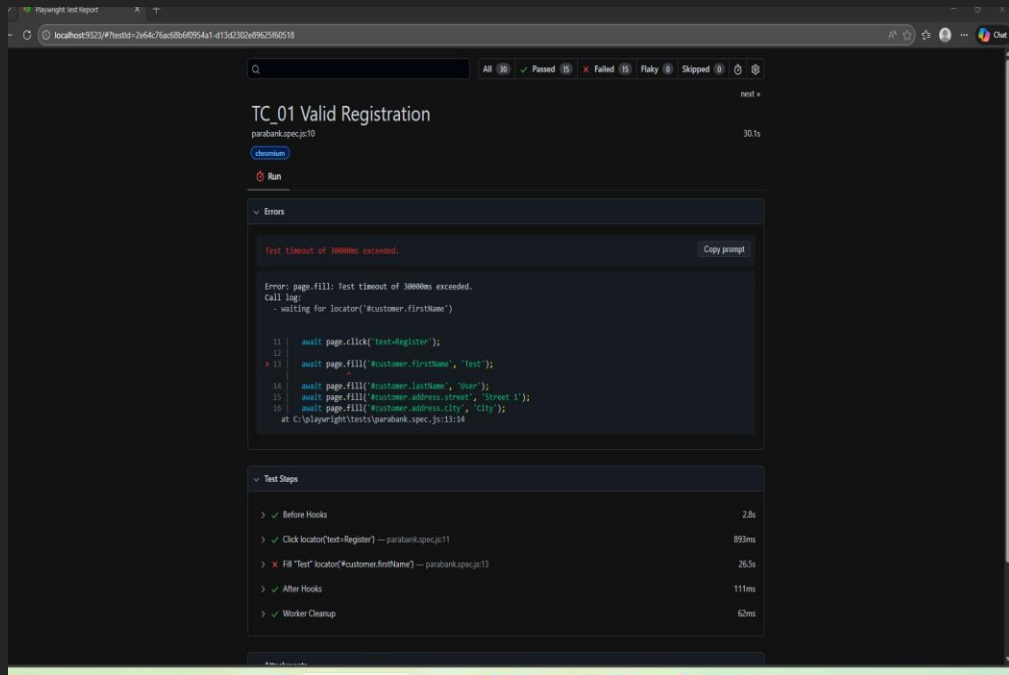 Playwright Test Report
localhost:9323/#?testId=2e64c76ac68b6f0954a1-d13d2302e89625f60518
Chat
All 30 Passed 15 Failed 15 Flaky 0 Skipped 0
next »
TC_01 Valid Registration
parabank.spec.js:10
30.1s
chromium
Run
Errors
Test timeout of 30000ms exceeded.
Copy prompt
Error: page.fill: Test timeout of 30000ms exceeded.
Call log:
- waiting for locator('#customer.firstName')
11 | await page.click('text=Register');
12 |
> 13 | await page.fill('#customer.firstName', 'Test');
| ^
14 | await page.fill('#customer.lastName', 'User');
15 | await page.fill('#customer.address.street', 'Street 1');
16 | await page.fill('#customer.address.city', 'City');
at C:\playwright\tests\parabank.spec.js:13:14
Test Steps
Before Hooks 2.8s
Click locator('text=Register') — parabank.spec.js:11 893ms
Fill "Test" locator('#customer.firstName') — parabank.spec.js:13 26.5s
After Hooks 111ms
Worker Cleanup 62ms